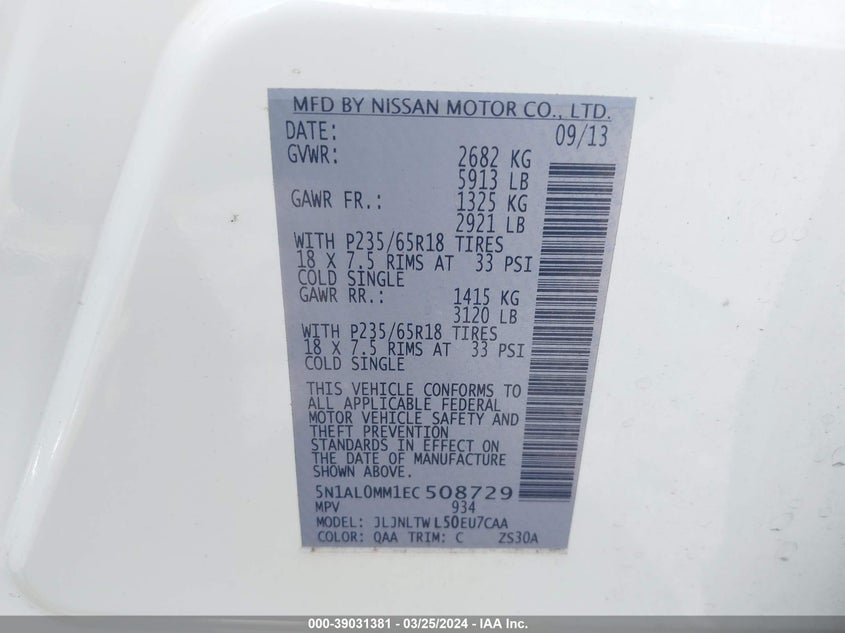 MFD BY NISSAN MOTOR CO., LTD.
DATE: 09/13
GVWR: 2682 KG
5913 LB
GAWR FR.: 1325 KG
2921 LB
WITH P235/65R18 TIRES
18 X 7.5 RIMS AT 33 PSI
COLD SINGLE
GAWR RR.: 1415 KG
3120 LB
WITH P235/65R18 TIRES
18 X 7.5 RIMS AT 33 PSI
COLD SINGLE
THIS VEHICLE CONFORMS TO
ALL APPLICABLE FEDERAL
MOTOR VEHICLE SAFETY AND
THEFT PREVENTION
STANDARDS IN EFFECT ON
THE DATE OF MANUFACTURE
SHOWN ABOVE.
5N1AL0MM1EC508729
MPV 934
MODEL: JLJNLTWL50EU7CAA
COLOR: QAA TRIM: C ZS30A
000-39031381 - 03/25/2024 - IAA Inc.